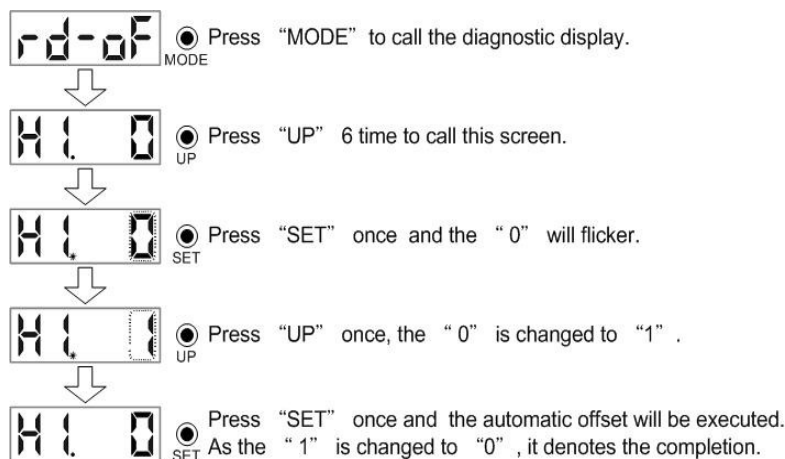 rd-oF Press “MODE” to call the diagnostic display.
MODE
H1. 0 Press “UP” 6 time to call this screen.
UP
H1. 0 Press “SET” once and the “0” will flicker.
SET
H1. 1 Press “UP” once, the “0” is changed to “1” .
UP
H1. 0 Press “SET” once and the automatic offset will be executed.
SET As the “1” is changed to “0” , it denotes the completion.